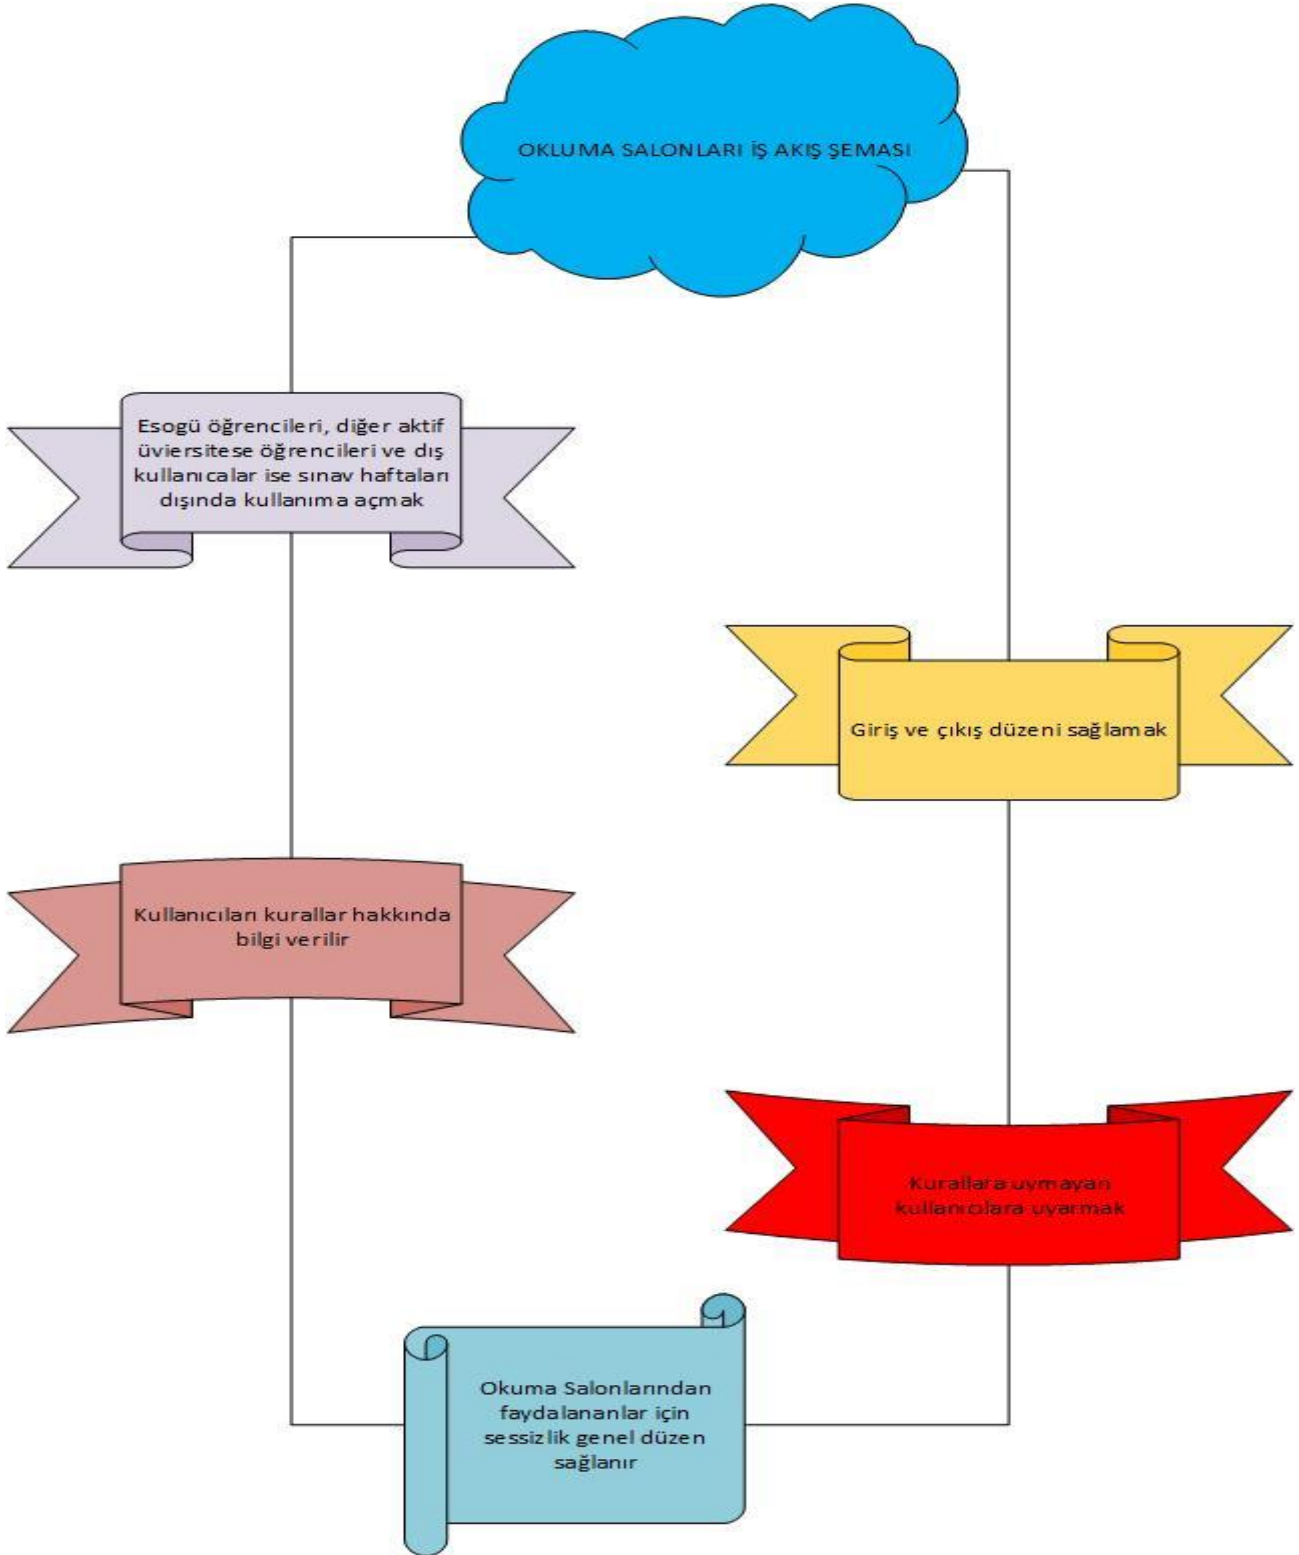 OKLUMA SALONLARI İŞ AKIŞ ŞEMASI
Esogü öğrencileri, diğer aktif
üviersitese öğrencileri ve dış
kullanıcalar ise sınav haftaları
dışında kullanıma açmak
Giriş ve çıkış düzeni sağlamak
Kullanıcıları kurallar hakkında
bilgi verilir
Kurallara uymayan
kullanıcılara uyarmak
Okuma Salonlarından
faydalananlar için
sessizlik genel düzen
sağlanır